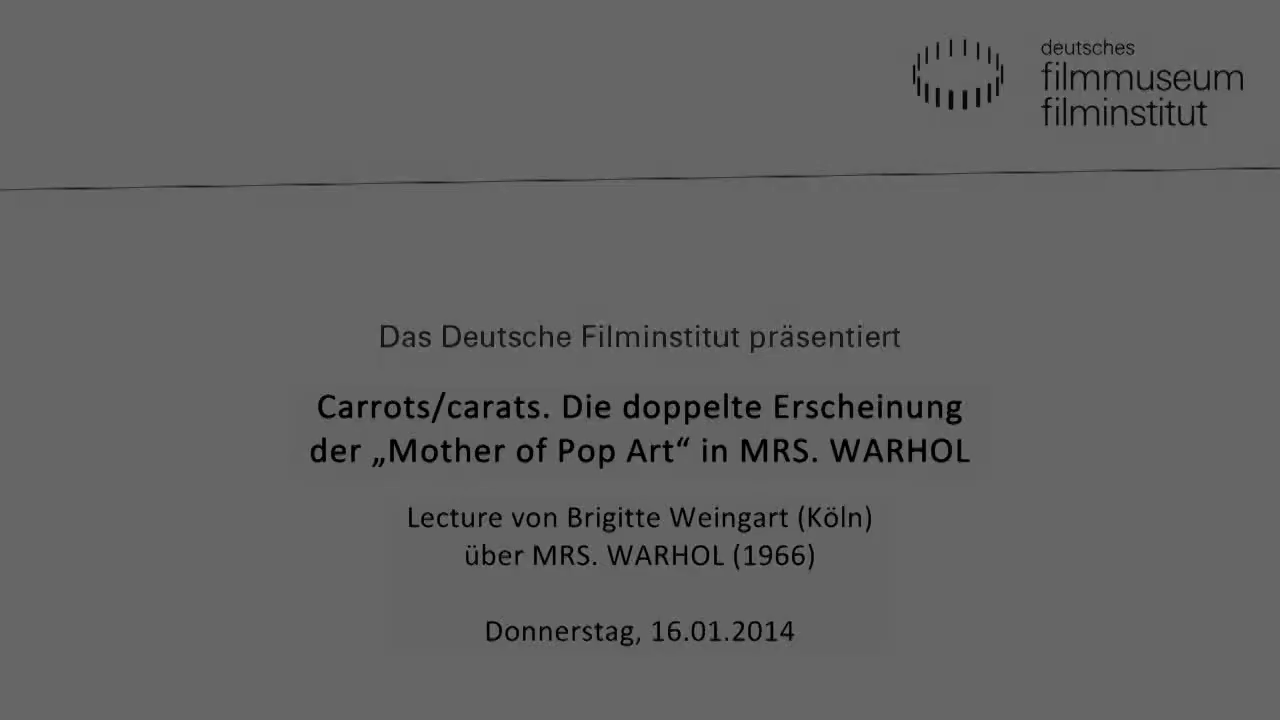 deutsches
filmmuseum
filminstitut
Das Deutsche Filminstitut präsentiert
Carrots/carats. Die doppelte Erscheinung
der „Mother of Pop Art“ in MRS. WARHOL
Lecture von Brigitte Weingart (Köln)
über MRS. WARHOL (1966)
Donnerstag, 16.01.2014